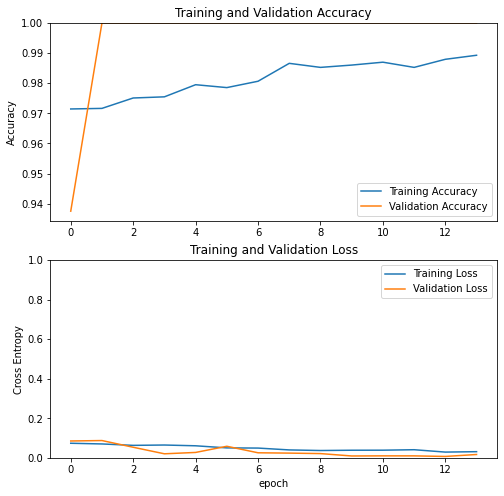 Training and Validation Accuracy
1.00
0.99
0.98
0.97
0.96
0.95
0.94
Accuracy
Training Accuracy
Validation Accuracy
0 2 4 6 8 10 12
Training and Validation Loss
1.0
0.8
0.6
0.4
0.2
0.0
Cross Entropy
Training Loss
Validation Loss
0 2 4 6 8 10 12
epoch